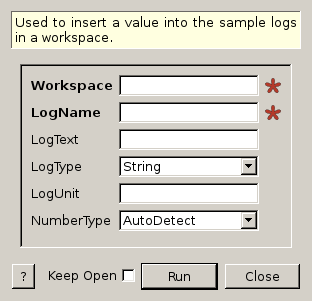 Used to insert a value into the sample logs
in a workspace.
Workspace
LogName
LogText
LogType String
LogUnit
NumberType AutoDetect
? Keep Open Run Close